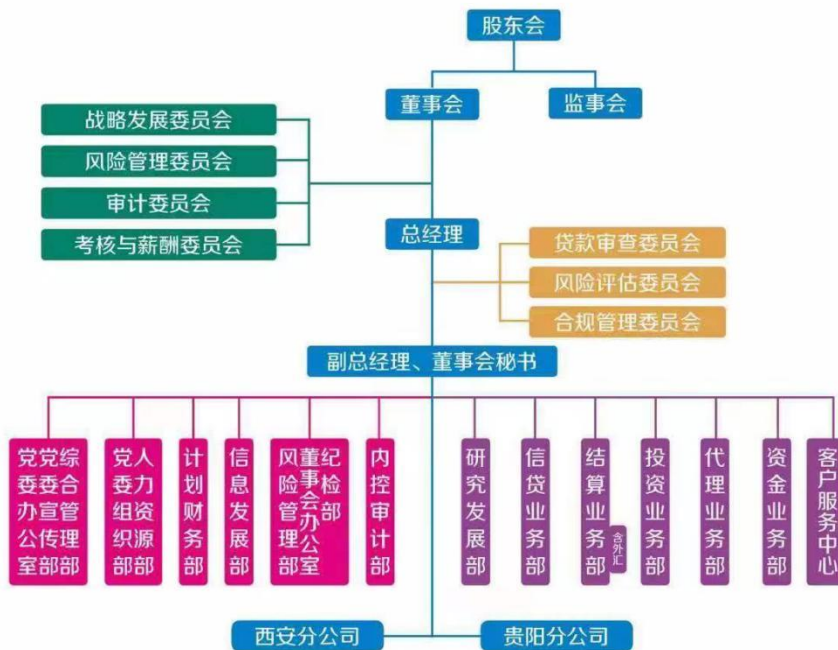 股东会
董事会
监事会
战略发展委员会
风险管理委员会
审计委员会
考核与薪酬委员会
总经理
贷款审查委员会
风险评估委员会
合规管理委员会
副总经理、董事会秘书
党委办公室
党委宣传部
综合管理部
党委组织部
人力资源部
计划财务部
信息发展部
风险管理部
董事会办公室
纪检部
内控审计部
研究发展部
信贷业务部
结算业务部
含外汇
投资业务部
代理业务部
资金业务部
客户服务中心
西安分公司
贵阳分公司